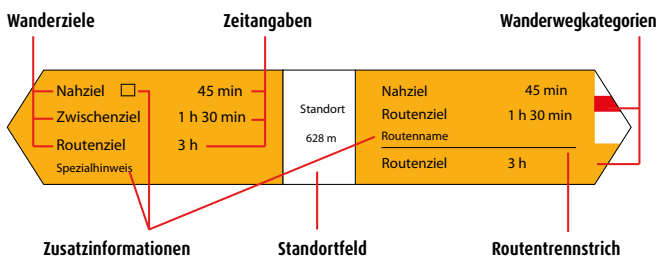 Wanderziele
Zeitangaben
Wanderwegkategorien
Nahziel 45 min
Zwischenziel 1 h 30 min
Routenziel 3 h
Spezialhinweis
Standort
628 m
Nahziel 45 min
Routenziel 1 h 30 min
Routenname
Routenziel 3 h
Zusatzinformationen
Standortfeld
Routentrennstrich